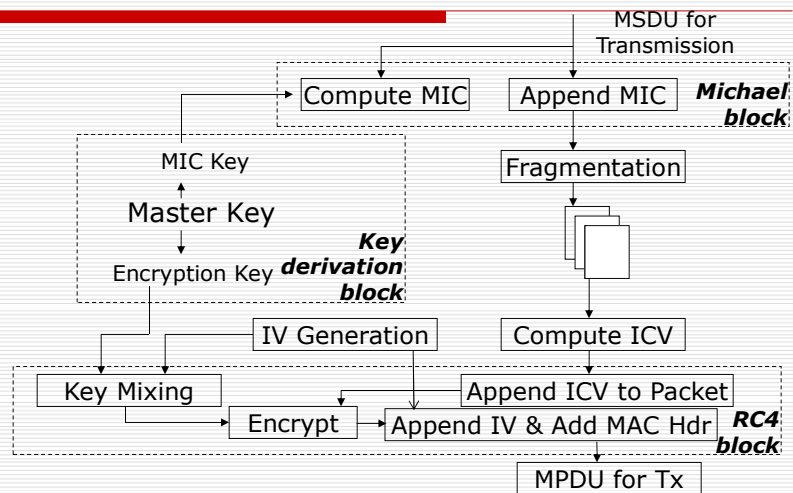 MSDU for
Transmission
Compute MIC
Append MIC
Michael
block
MIC Key
Master Key
Encryption Key
Key
derivation
block
Fragmentation
IV Generation
Compute ICV
Key Mixing
Append ICV to Packet
Encrypt
Append IV & Add MAC Hdr
RC4
block
MPDU for Tx